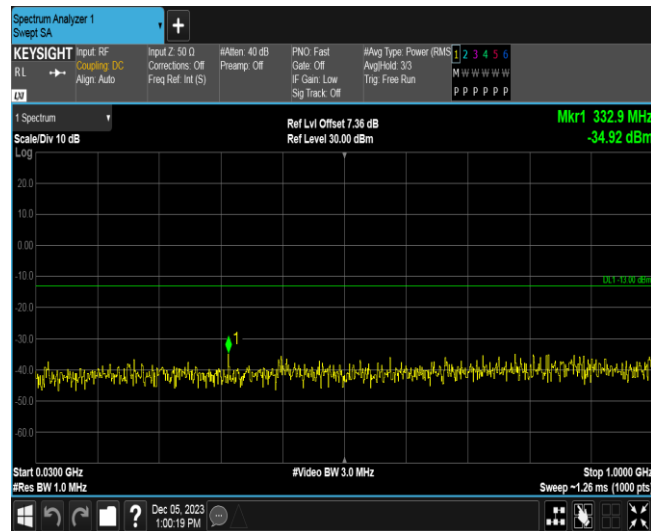 Spectrum Analyzer 1
Swept SA
+
KEYSIGHT
RL
LXI
Input: RF
Coupling: DC
Align: Auto
Input Z: 50 Ω
Corrections: Off
Freq Ref: Int (S)
#Atten: 40 dB
Preamp: Off
PNO: Fast
Gate: Off
IF Gain: Low
Sig Track: Off
#Avg Type: Power (RMS
Avg|Hold: 3/3
Trig: Free Run
1 2 3 4 5 6
M W W W W W
P P P P P P
1 Spectrum
Scale/Div 10 dB
Log
Ref Lvl Offset 7.36 dB
Ref Level 30.00 dBm
Mkr1 332.9 MHz
-34.92 dBm
20.0
10.0
0.00
-10.0
DL1 -13.00 dBm
-20.0
-30.0
1
-40.0
-50.0
-60.0
Start 0.0300 GHz
#Res BW 1.0 MHz
#Video BW 3.0 MHz
Stop 1.0000 GHz
Sweep ~1.26 ms (1000 pts
?
Dec 05, 2023
1:00:19 PM